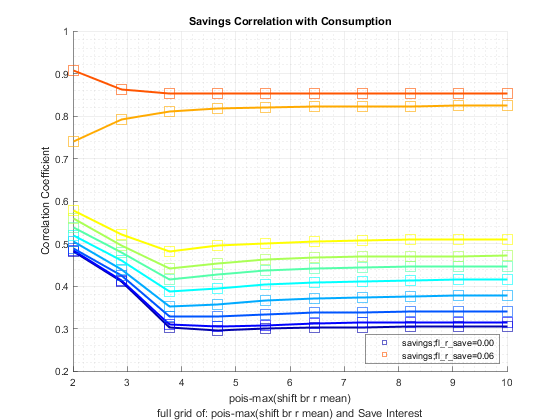 Savings Correlation with Consumption
1
0.9
0.8
0.7
0.6
0.5
0.4
0.3
0.2
Correlation Coefficient
savings;fl_r_save=0.00
savings;fl_r_save=0.06
2 3 4 5 6 7 8 9 10
pois-max(shift br r mean)
full grid of: pois-max(shift br r mean) and Save Interest